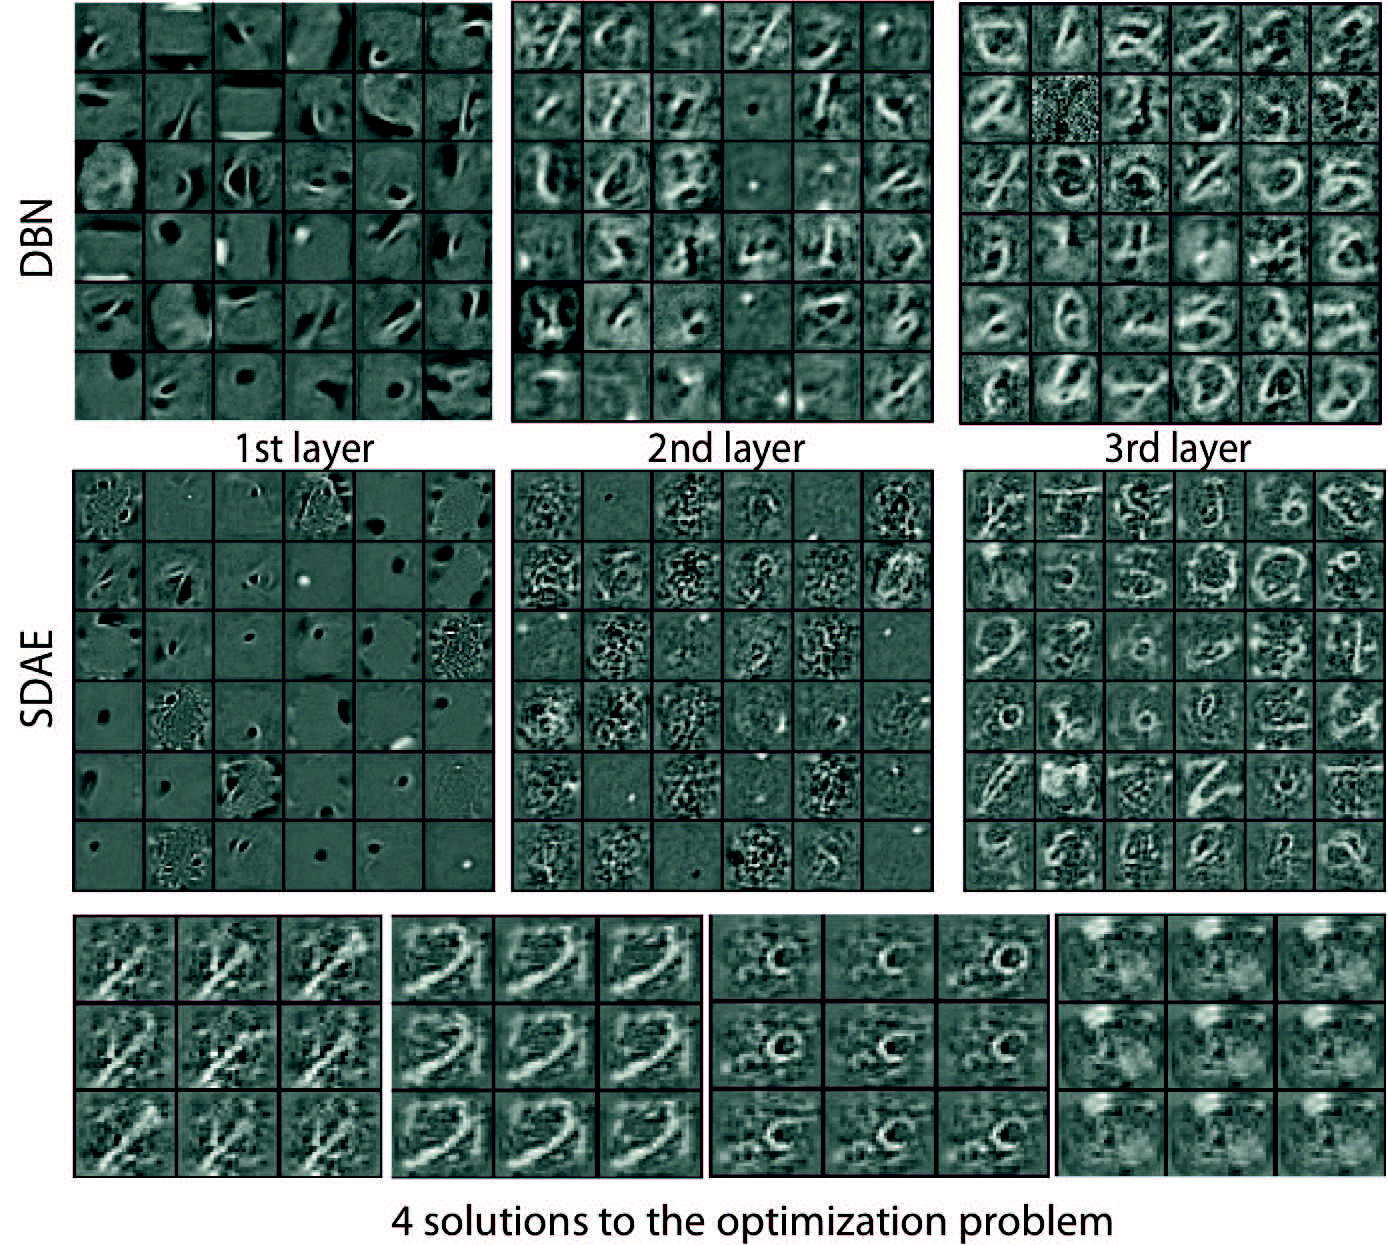 DBN
1st layer
2nd layer
3rd layer
SDAE
4 solutions to the optimization problem